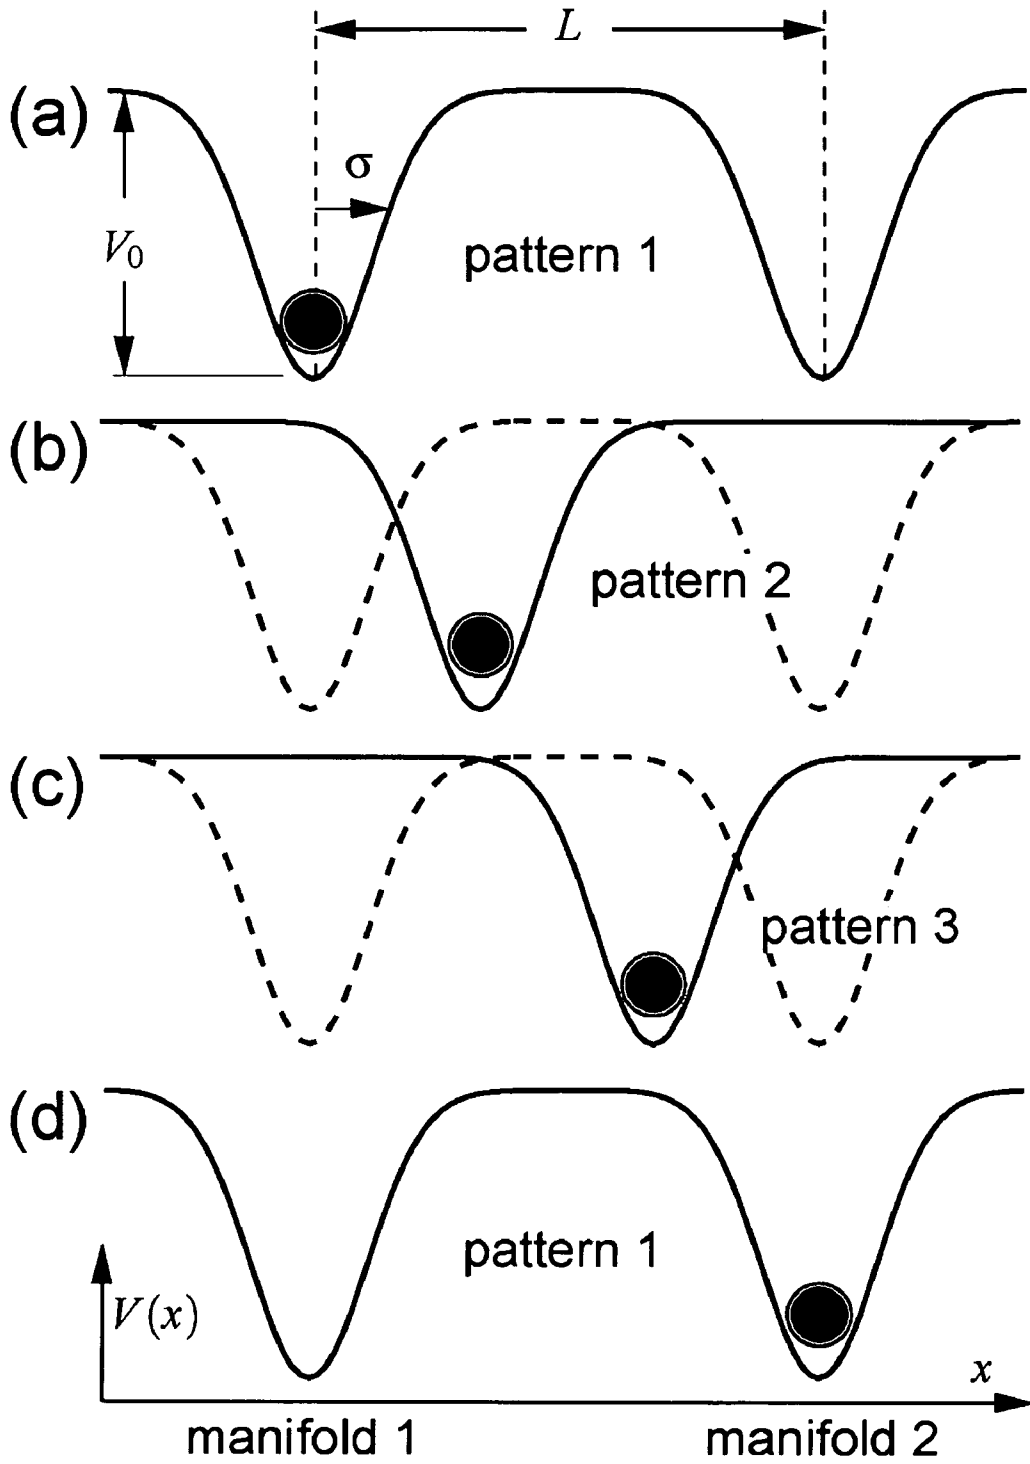 L
(a)
σ
V₀
pattern 1
(b)
pattern 2
(c)
pattern 3
(d)
pattern 1
V(x)
x
manifold 1 manifold 2